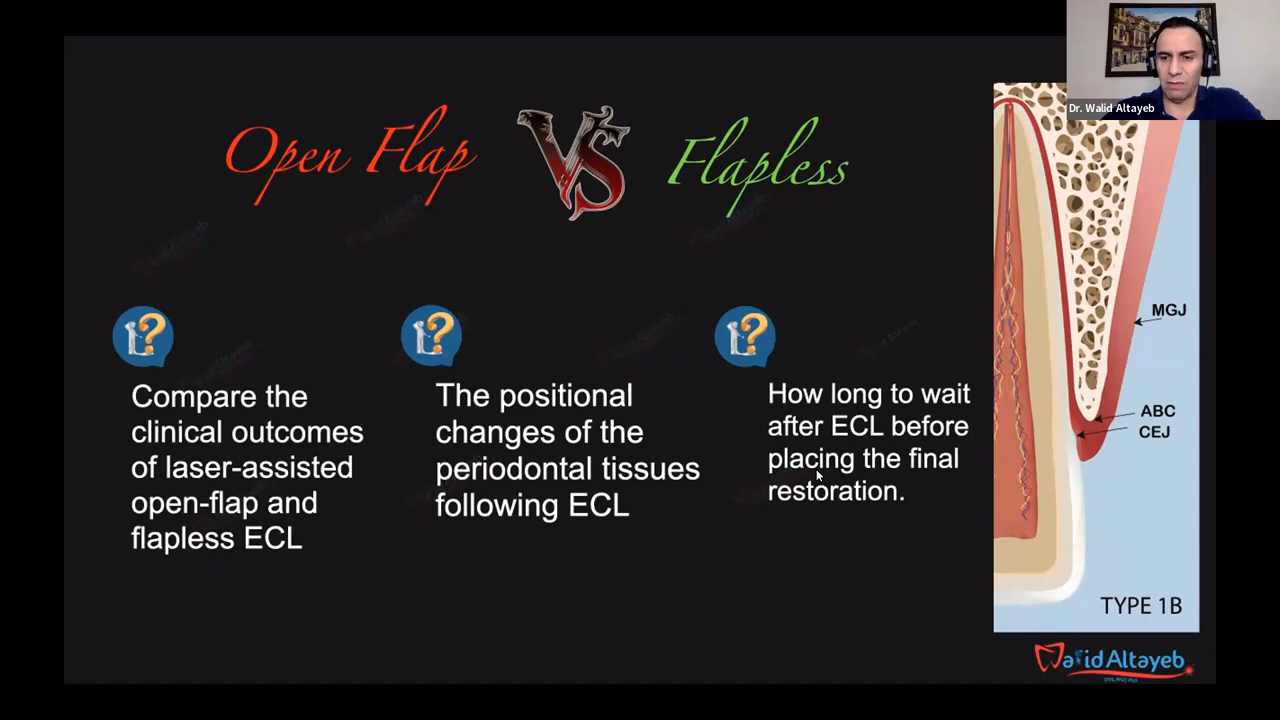 Dr. Walid Altayeb
Open Flap VS Flapless
Compare the
clinical outcomes
of laser-assisted
open-flap and
flapless ECL
The positional
changes of the
periodontal tissues
following ECL
How long to wait
after ECL before
placing the final
restoration.
MGJ
ABC
CEJ
TYPE 1B
Walid Altayeb